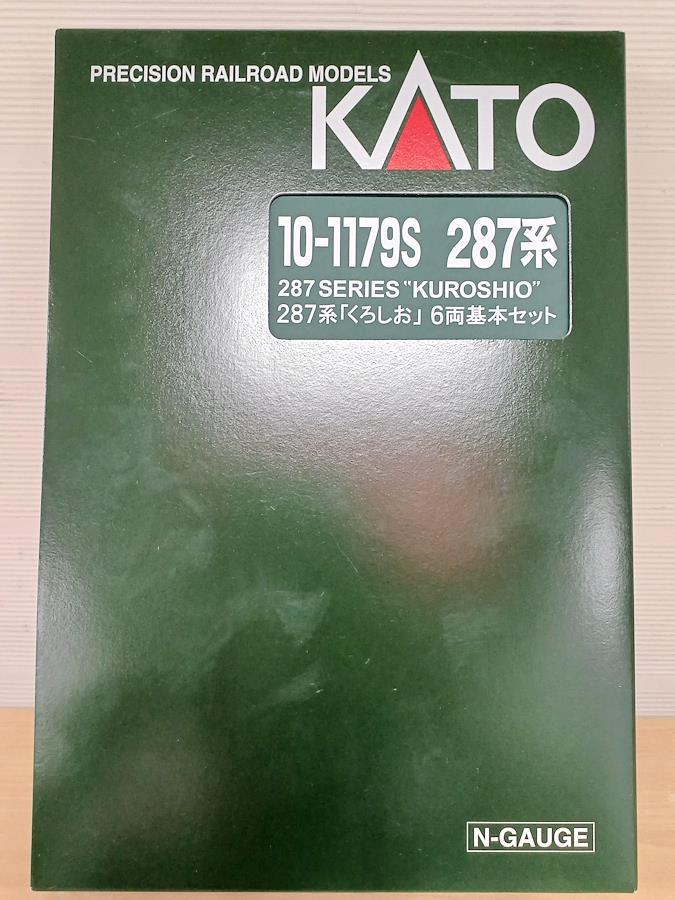 PRECISION RAILROAD MODELS
KATO
10-1179S 287系
287 SERIES "KUROSHIO"
287系「くろしお」 6両基本セット
N-GAUGE